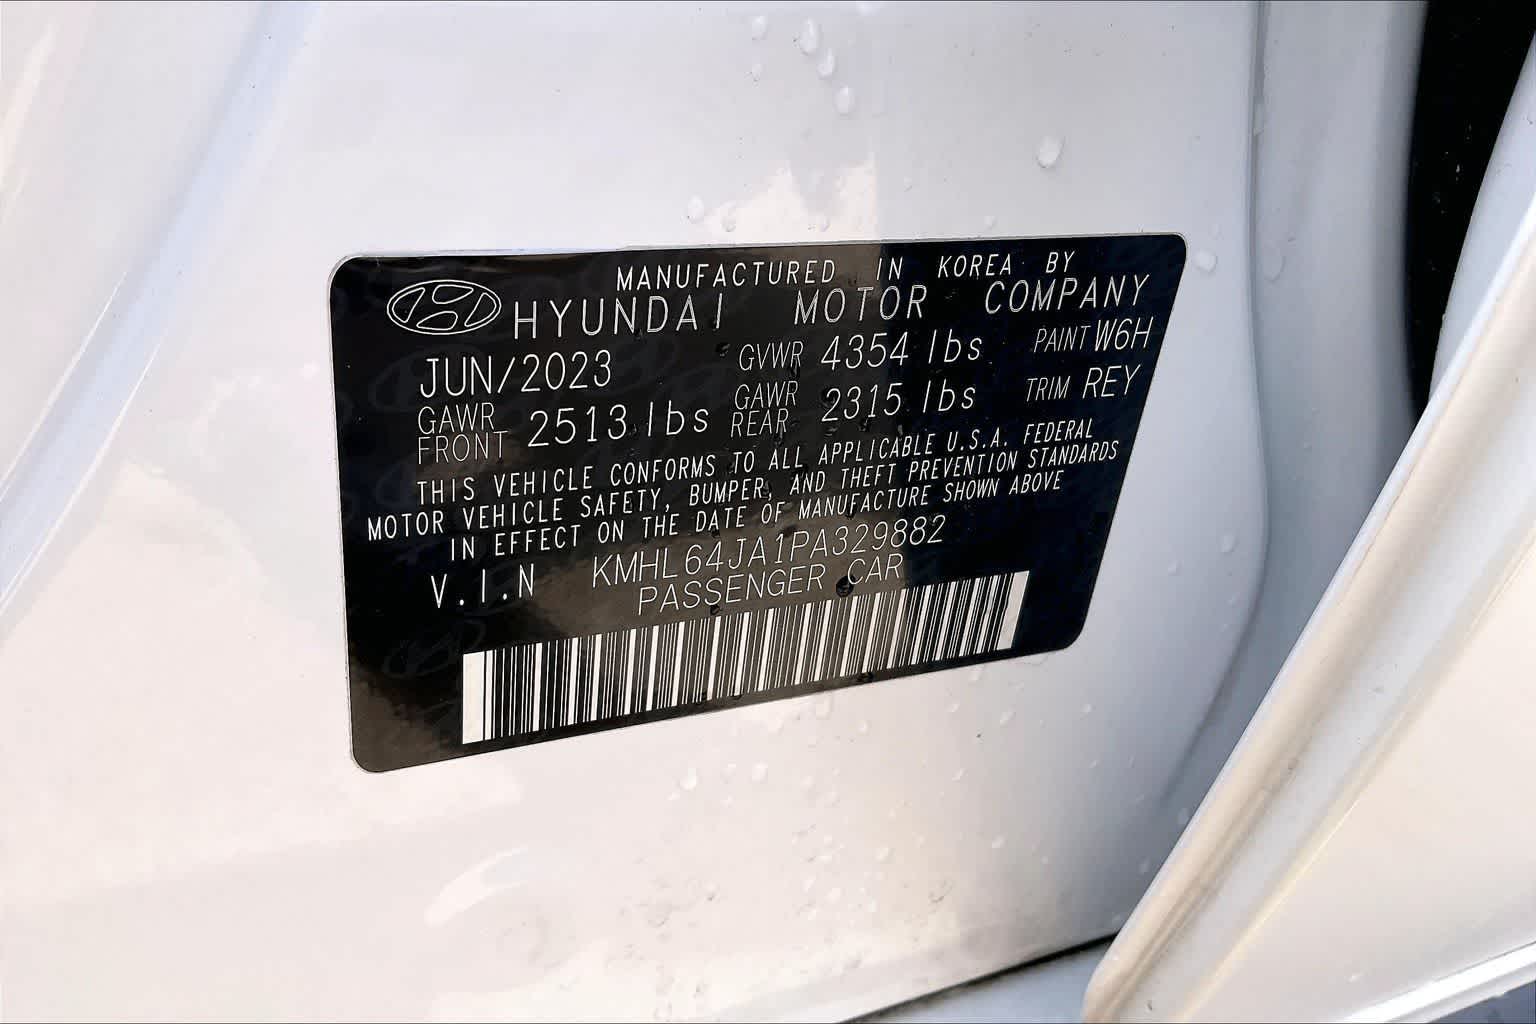 MANUFACTURED IN KOREA BY
HYUNDAI MOTOR COMPANY
JUN/2023 GVWR 4354 lbs PAINT W6H
GAWR FRONT 2513 lbs GAWR REAR 2315 lbs TRIM REY
THIS VEHICLE CONFORMS TO ALL APPLICABLE U.S.A. FEDERAL
MOTOR VEHICLE SAFETY, BUMPER, AND THEFT PREVENTION STANDARDS
IN EFFECT ON THE DATE OF MANUFACTURE SHOWN ABOVE
V.I.N KMHL64JA1PA329882
PASSENGER CAR